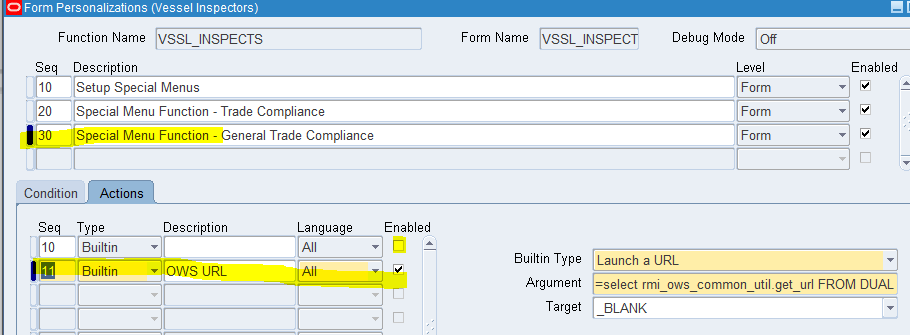 Form Personalizations (Vessel Inspectors)
Function Name VSSL_INSPECTS Form Name VSSL_INSPECT Debug Mode Off
Seq Description Level Enabled
10 Setup Special Menus Form
20 Special Menu Function - Trade Compliance Form
30 Special Menu Function - General Trade Compliance Form
Condition Actions
Seq Type Description Language Enabled
10 Builtin All
11 Builtin OWS URL All
Builtin Type Launch a URL
Argument =select rmi_ows_common_util.get_url FROM DUAL
Target _BLANK